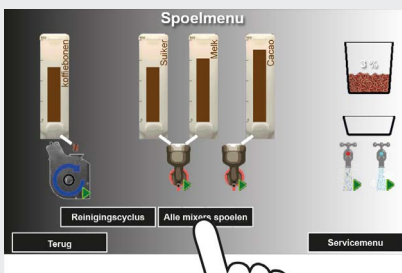 Spoelmenu
koffiebonen
Suiker
Melk
Cacao
3 %
Reinigingscyclus
Alle mixers spoelen
Terug
Servicemenu